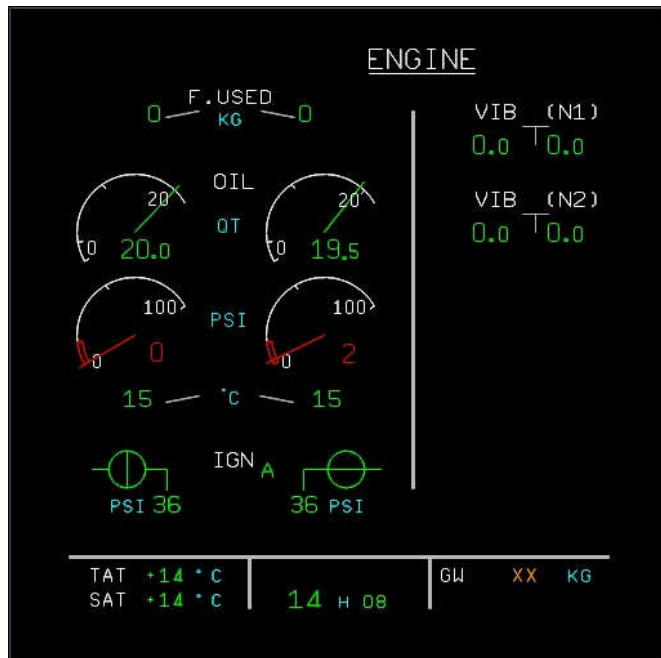 ENGINE
F.USED
0 KG 0
VIB (N1)
0.0 0.0
OIL
20 20
QT
0 0
20.0 19.5
VIB (N2)
0.0 0.0
100 100
PSI
0 0
0 2
15 °C 15
IGN A
PSI 36 36 PSI
TAT +14 °C
SAT +14 °C
14 H 08
GW XX KG